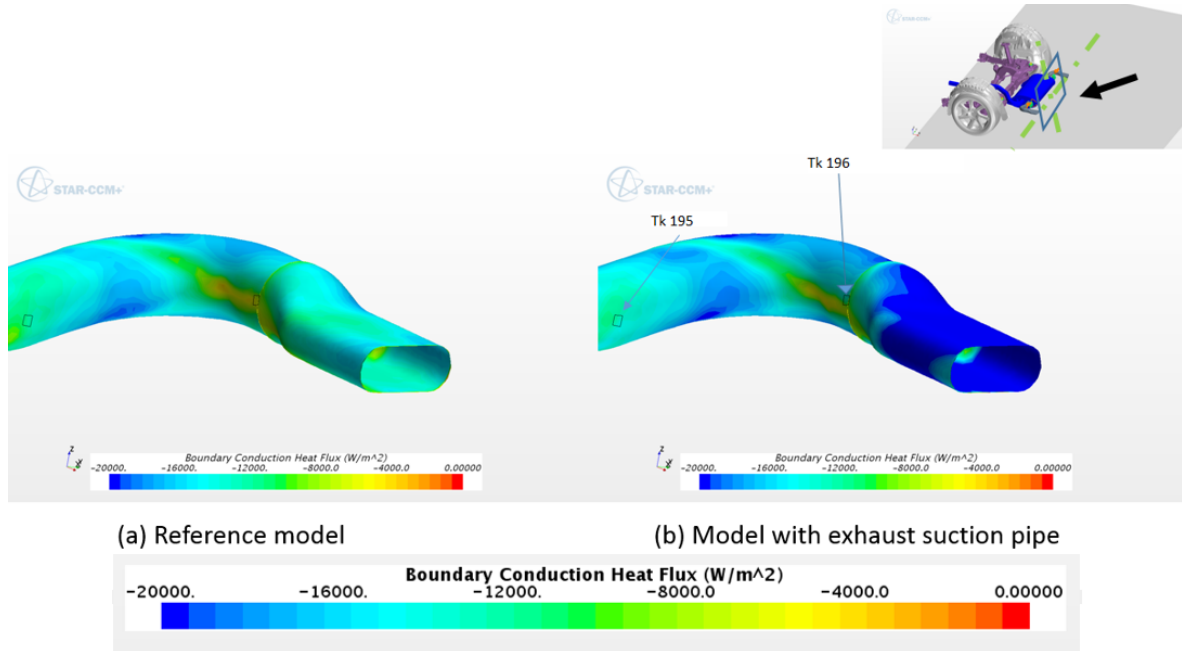 Tk 196
STAR-CCM+
STAR-CCM+
Tk 195
Z
Y
Boundary Conduction Heat Flux (W/m^2)
-20000. -16000. -12000. -8000.0 -4000.0 0.00000
Z
Y
Boundary Conduction Heat Flux (W/m^2)
-20000. -16000. -12000. -8000.0 -4000.0 0.00000
(a) Reference model
(b) Model with exhaust suction pipe
Boundary Conduction Heat Flux (W/m^2)
-20000. -16000. -12000. -8000.0 -4000.0 0.00000